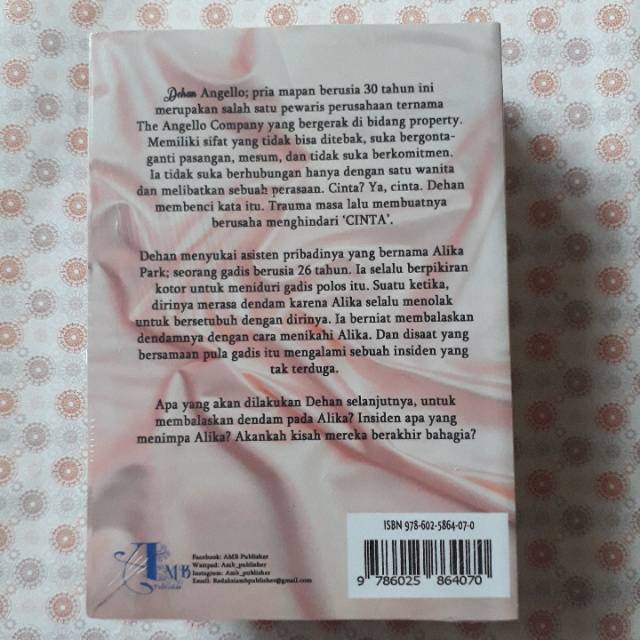 Dehan Angello; pria mapan berusia 30 tahun ini
merupakan salah satu pewaris perusahaan ternama
The Angello Company yang bergerak di bidang property.
Memiliki sifat yang tidak bisa ditebak, suka bergonta-
ganti pasangan, mesum, dan tidak suka berkomitmen.
Ia tidak suka berhubungan hanya dengan satu wanita
dan melibatkan sebuah perasaan. Cinta? Ya, cinta. Dehan
membenci kata itu. Trauma masa lalu membuatnya
berusaha menghindari 'CINTA'.
Dehan menyukai asisten pribadinya yang bernama Alika
Park; seorang gadis berusia 26 tahun. Ia selalu berpikiran
kotor untuk meniduri gadis polos itu. Suatu ketika,
dirinya merasa dendam karena Alika selalu menolak
untuk bersetubuh dengan dirinya. Ia berniat membalaskan
dendamnya dengan cara menikahi Alika. Dan disaat yang
bersamaan pula gadis itu mengalami sebuah insiden yang
tak terduga.
Apa yang akan dilakukan Dehan selanjutnya, untuk
membalaskan dendam pada Alika? Insiden apa yang
menimpa Alika? Akankah kisah mereka berakhir bahagia?
AMB
Publisher
Facebook: AMB Publisher
Wattpad: Amb_publisher
Instagram: Amb_publisher
Email: Redaksiambpublisher@gmail.com
ISBN 978-602-5864-07-0
9 786025 864070